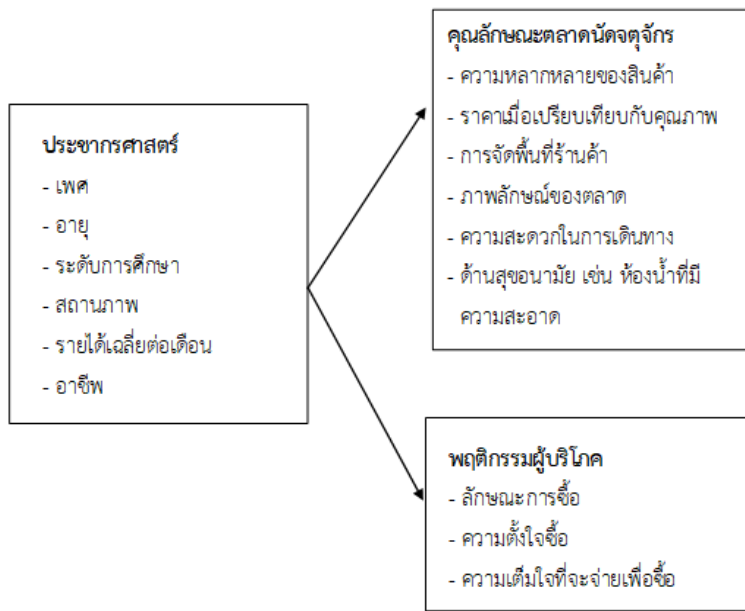 ประชากรศาสตร์
- เพศ
- อายุ
- ระดับการศึกษา
- สถานภาพ
- รายได้เฉลี่ยต่อเดือน
- อาชีพ
คุณลักษณะตลาดนัดจตุจักร
- ความหลากหลายของสินค้า
- ราคาเมื่อเปรียบเทียบกับคุณภาพ
- การจัดพื้นที่ร้านค้า
- ภาพลักษณ์ของตลาด
- ความสะดวกในการเดินทาง
- ด้านสุขอนามัย เช่น ห้องน้ำที่มี
ความสะอาด
พฤติกรรมผู้บริโภค
- ลักษณะการซื้อ
- ความตั้งใจซื้อ
- ความเต็มใจที่จะจ่ายเพื่อซื้อ